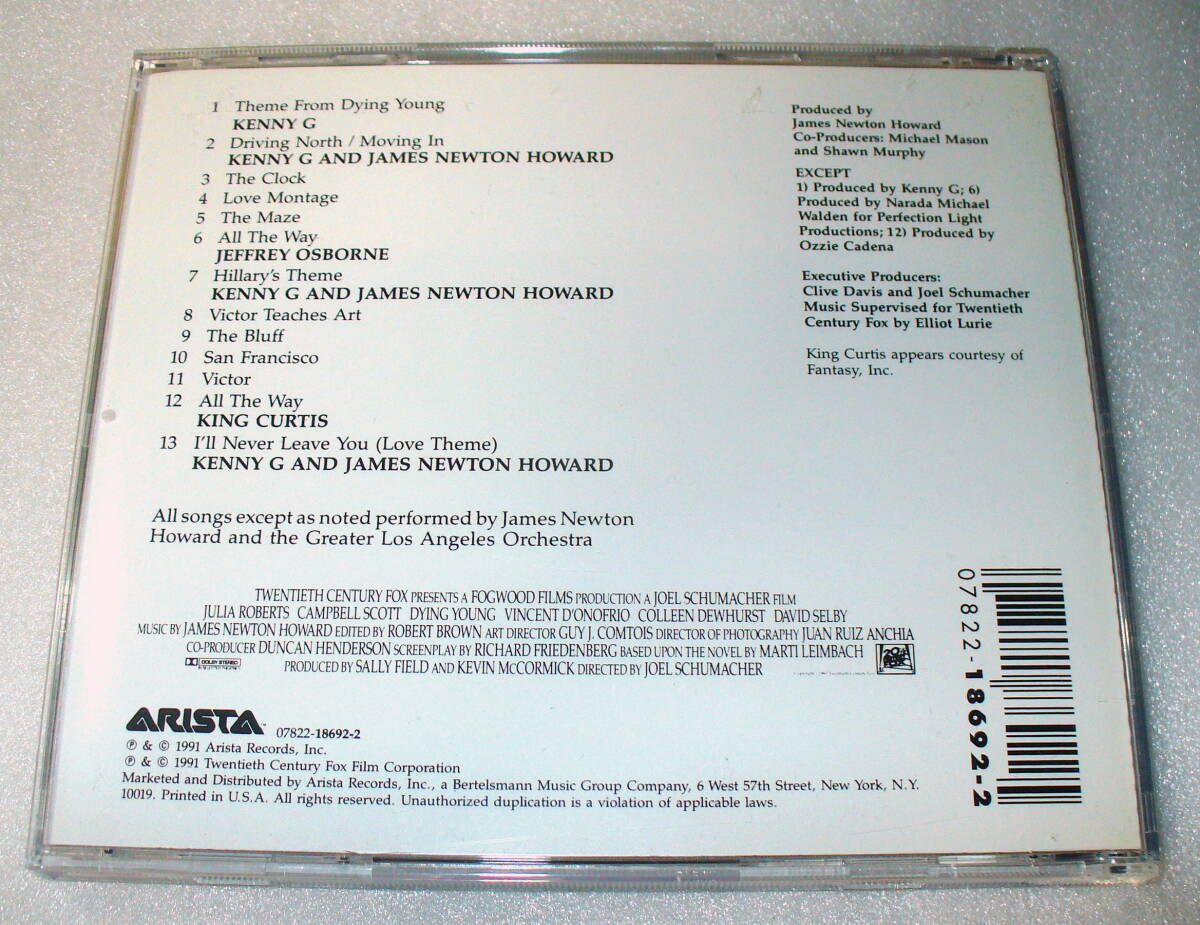 1 Theme From Dying Young
KENNY G
2 Driving North / Moving In
KENNY G AND JAMES NEWTON HOWARD
3 The Clock
4 Love Montage
5 The Maze
6 All The Way
JEFFREY OSBORNE
7 Hillary's Theme
KENNY G AND JAMES NEWTON HOWARD
8 Victor Teaches Art
9 The Bluff
10 San Francisco
11 Victor
12 All The Way
KING CURTIS
13 I'll Never Leave You (Love Theme)
KENNY G AND JAMES NEWTON HOWARD
All songs except as noted performed by James Newton
Howard and the Greater Los Angeles Orchestra
Produced by
James Newton Howard
Co-Producers: Michael Mason
and Shawn Murphy
EXCEPT
1) Produced by Kenny G; 6)
Produced by Narada Michael
Walden for Perfection Light
Productions; 12) Produced by
Ozzie Cadena
Executive Producers:
Clive Davis and Joel Schumacher
Music Supervised for Twentieth
Century Fox by Elliot Lurie
King Curtis appears courtesy of
Fantasy, Inc.
TWENTIETH CENTURY FOX PRESENTS A FOGWOOD FILMS PRODUCTION A JOEL SCHUMACHER FILM
JULIA ROBERTS CAMPBELL SCOTT DYING YOUNG VINCENT D'ONOFRIO COLLEEN DEWHURST DAVID SELBY
MUSIC BY JAMES NEWTON HOWARD EDITED BY ROBERT BROWN ART DIRECTOR GUY J. COMTOIS DIRECTOR OF PHOTOGRAPHY JUAN RUIZ ANCHIA
CO-PRODUCER DUNCAN HENDERSON SCREENPLAY BY RICHARD FRIEDENBERG BASED UPON THE NOVEL BY MARTI LEIMBACH
DOLBY STEREO
PRODUCED BY SALLY FIELD AND KEVIN McCORMICK DIRECTED BY JOEL SCHUMACHER
20th
ARISTA™ 07822-18692-2
℗ & © 1991 Arista Records, Inc.
℗ & © 1991 Twentieth Century Fox Film Corporation
Marketed and Distributed by Arista Records, Inc., a Bertelsmann Music Group Company, 6 West 57th Street, New York, N.Y.
10019. Printed in U.S.A. All rights reserved. Unauthorized duplication is a violation of applicable laws.
07822-18692-2